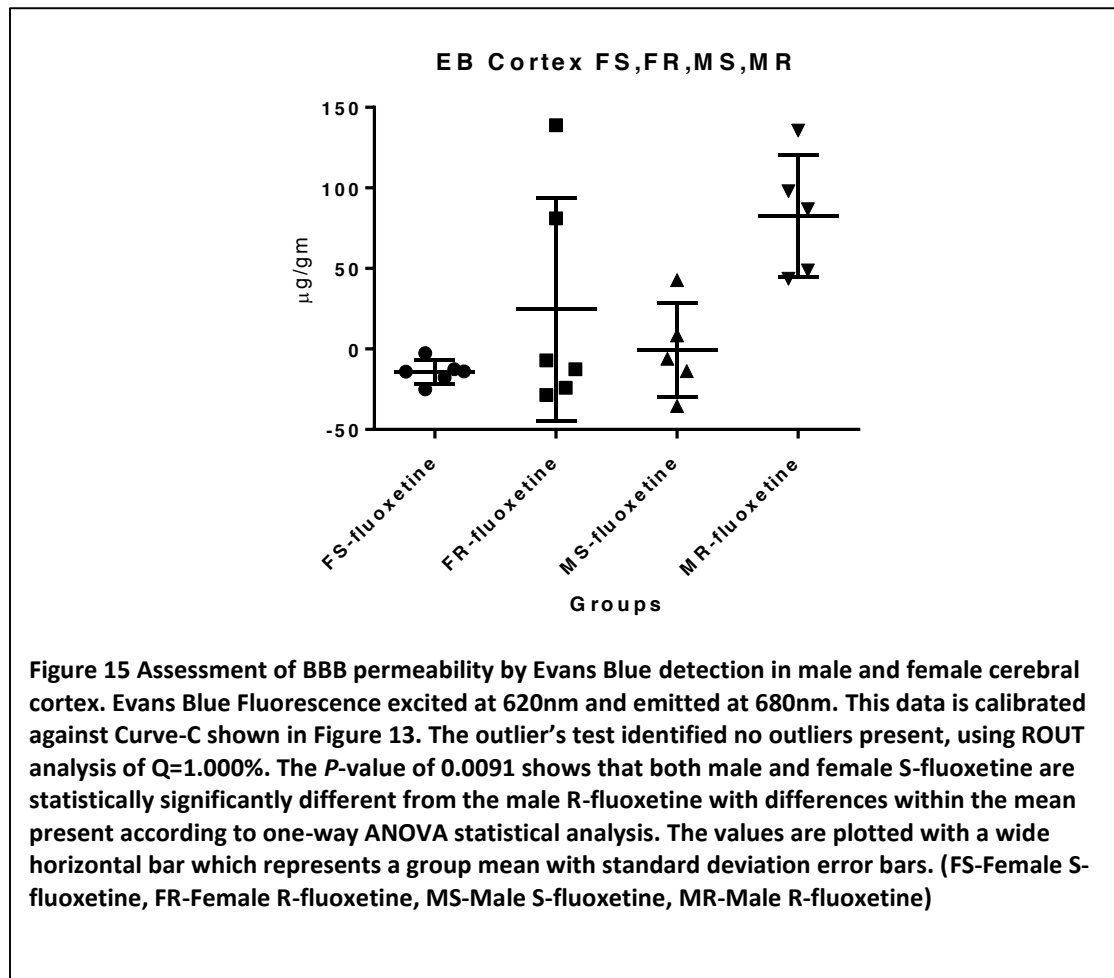 EB Cortex FS,FR,MS,MR
150
100
50
0
-50
µg/gm
FS-fluoxetine
FR-fluoxetine
MS-fluoxetine
MR-fluoxetine
Groups
Figure 15 Assessment of BBB permeability by Evans Blue detection in male and female cerebral
cortex. Evans Blue Fluorescence excited at 620nm and emitted at 680nm. This data is calibrated
against Curve-C shown in Figure 13. The outlier’s test identified no outliers present, using ROUT
analysis of Q=1.000%. The P-value of 0.0091 shows that both male and female S-fluoxetine are
statistically significantly different from the male R-fluoxetine with differences within the mean
present according to one-way ANOVA statistical analysis. The values are plotted with a wide
horizontal bar which represents a group mean with standard deviation error bars. (FS-Female S-
fluoxetine, FR-Female R-fluoxetine, MS-Male S-fluoxetine, MR-Male R-fluoxetine)